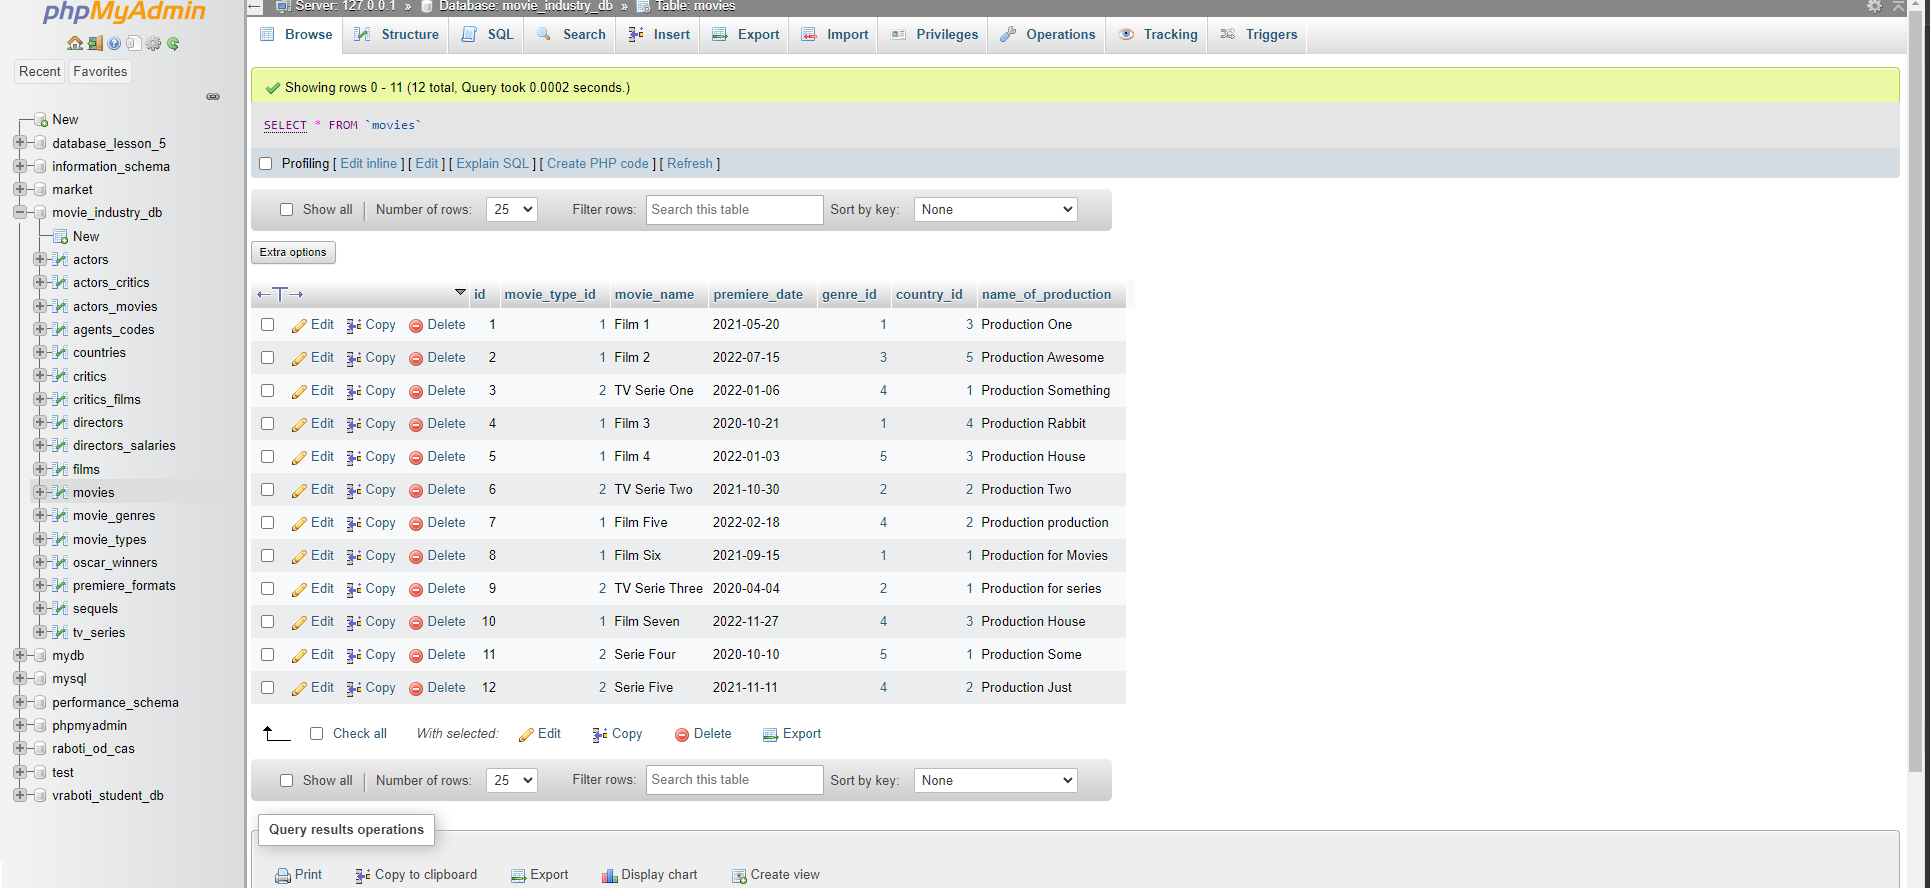 phpMyAdmin
Recent Favorites
New
database_lesson_5
information_schema
market
movie_industry_db
New
actors
actors_critics
actors_movies
agents_codes
countries
critics
critics_films
directors
directors_salaries
films
movies
movie_genres
movie_types
oscar_winners
premiere_formats
sequels
tv_series
mydb
mysql
performance_schema
phpmyadmin
raboti_od_cas
test
vraboti_student_db
Server: 127.0.0.1 » Database: movie_industry_db » Table: movies
Browse Structure SQL Search Insert Export Import Privileges Operations Tracking Triggers
Showing rows 0 - 11 (12 total, Query took 0.0002 seconds.)
SELECT * FROM `movies`
Profiling [ Edit inline ] [ Edit ] [ Explain SQL ] [ Create PHP code ] [ Refresh ]
Show all | Number of rows: 25 Filter rows: Search this table Sort by key: None
Extra options
←T→ id movie_type_id movie_name premiere_date genre_id country_id name_of_production
Edit Copy Delete 1 1 Film 1 2021-05-20 1 3 Production One
Edit Copy Delete 2 1 Film 2 2022-07-15 3 5 Production Awesome
Edit Copy Delete 3 2 TV Serie One 2022-01-06 4 1 Production Something
Edit Copy Delete 4 1 Film 3 2020-10-21 1 4 Production Rabbit
Edit Copy Delete 5 1 Film 4 2022-01-03 5 3 Production House
Edit Copy Delete 6 2 TV Serie Two 2021-10-30 2 2 Production Two
Edit Copy Delete 7 1 Film Five 2022-02-18 4 2 Production production
Edit Copy Delete 8 1 Film Six 2021-09-15 1 1 Production for Movies
Edit Copy Delete 9 2 TV Serie Three 2020-04-04 2 1 Production for series
Edit Copy Delete 10 1 Film Seven 2022-11-27 4 3 Production House
Edit Copy Delete 11 2 Serie Four 2020-10-10 5 1 Production Some
Edit Copy Delete 12 2 Serie Five 2021-11-11 4 2 Production Just
Check all With selected: Edit Copy Delete Export
Show all | Number of rows: 25 Filter rows: Search this table Sort by key: None
Query results operations
Print Copy to clipboard Export Display chart Create view